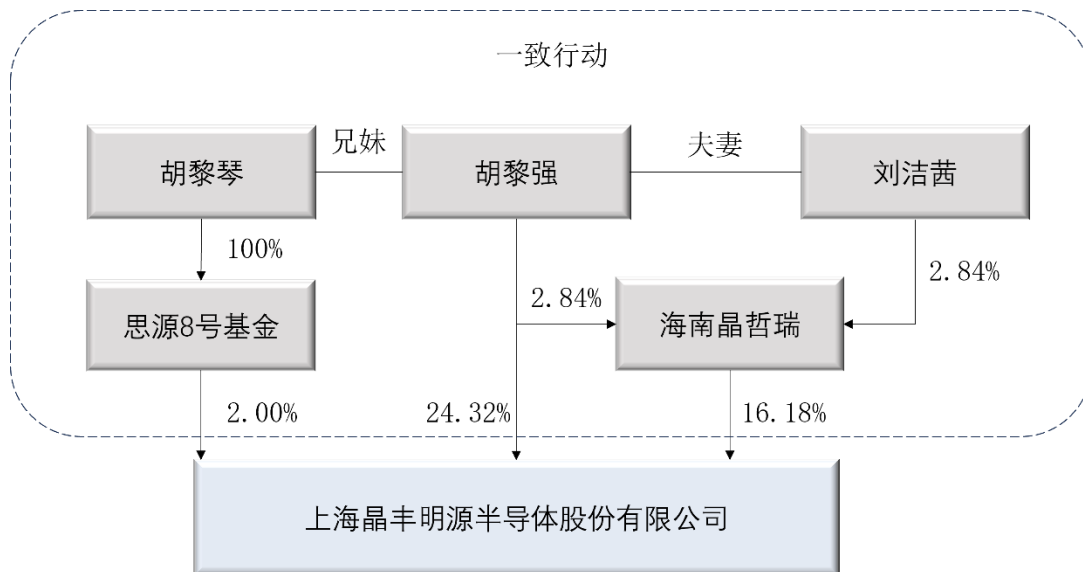 一致行动
胡黎琴
兄妹
胡黎强
夫妻
刘洁茜
100%
2.84%
2.84%
思源8号基金
海南晶哲瑞
2.00%
24.32%
16.18%
上海晶丰明源半导体股份有限公司